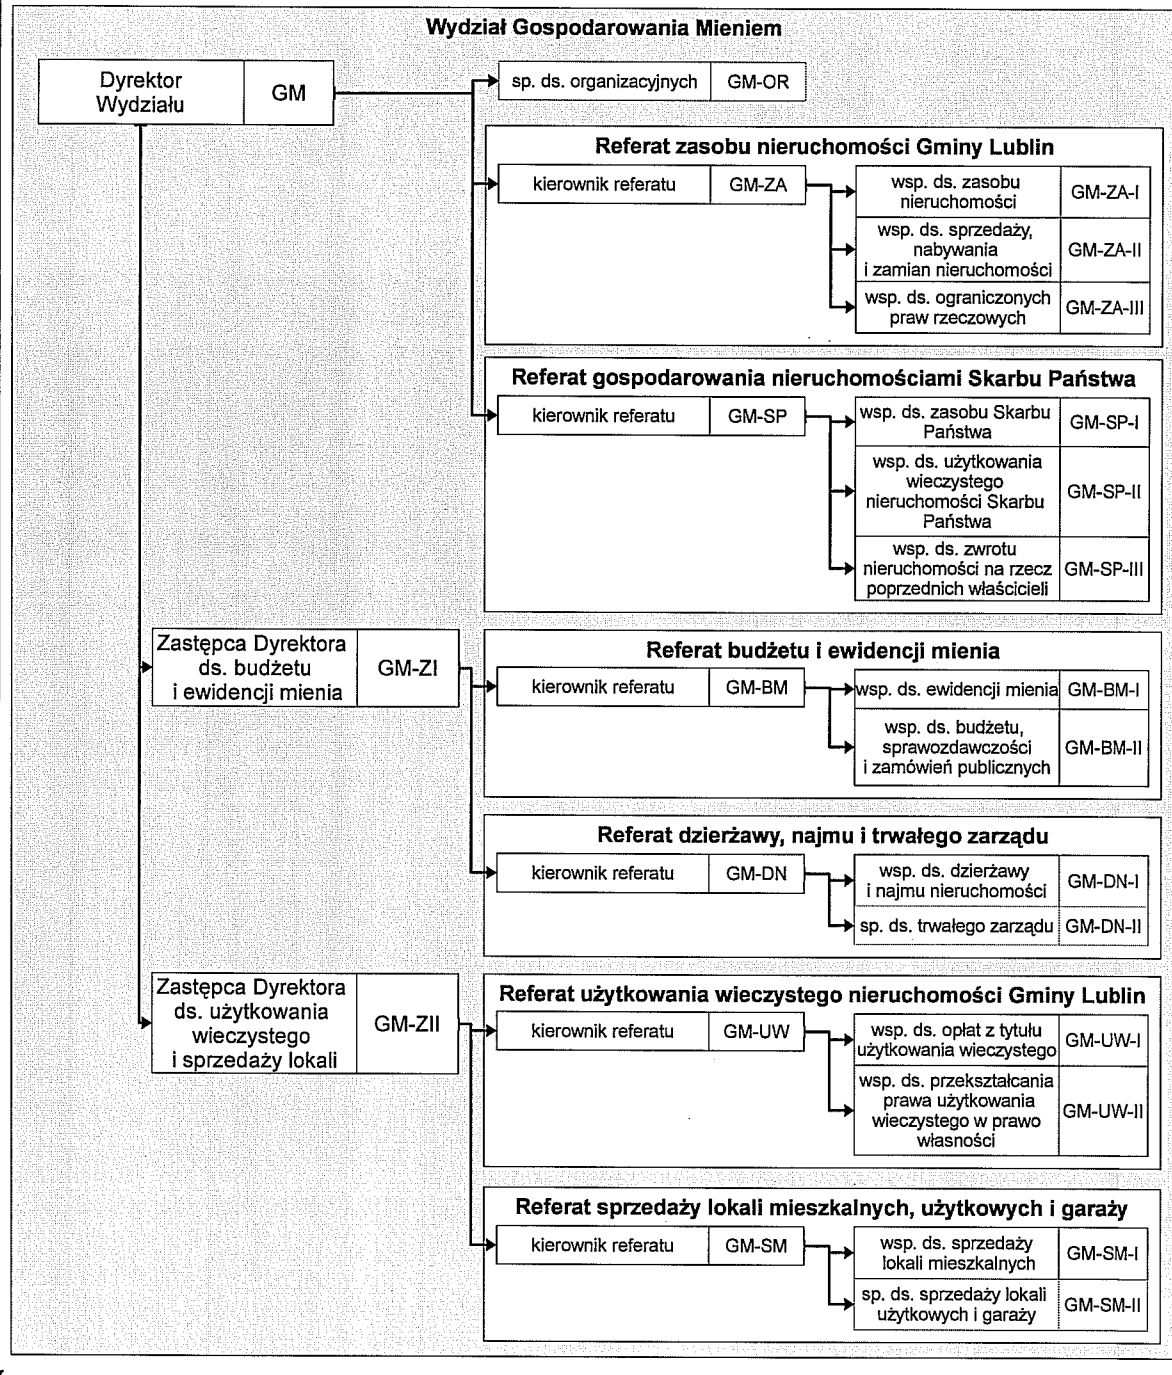 Wydział Gospodarowania Mieniem
Dyrektor
Wydziału
GM
sp. ds. organizacyjnych
GM-OR
Referat zasobu nieruchomości Gminy Lublin
kierownik referatu
GM-ZA
wsp. ds. zasobu
nieruchomości
GM-ZA-I
wsp. ds. sprzedaży,
nabywania
i zamian nieruchomości
GM-ZA-II
wsp. ds. ograniczonych
praw rzeczowych
GM-ZA-III
Referat gospodarowania nieruchomościami Skarbu Państwa
kierownik referatu
GM-SP
wsp. ds. zasobu Skarbu
Państwa
GM-SP-I
wsp. ds. użytkowania
wieczystego
nieruchomości Skarbu
Państwa
GM-SP-II
wsp. ds. zwrotu
nieruchomości na rzecz
poprzednich właścicieli
GM-SP-III
Zastępca Dyrektora
ds. budżetu
i ewidencji mienia
GM-ZI
Referat budżetu i ewidencji mienia
kierownik referatu
GM-BM
wsp. ds. ewidencji mienia
GM-BM-I
wsp. ds. budżetu,
sprawozdawczości
i zamówień publicznych
GM-BM-II
Referat dzierżawy, najmu i trwałego zarządu
kierownik referatu
GM-DN
wsp. ds. dzierżawy
i najmu nieruchomości
GM-DN-I
sp. ds. trwałego zarządu
GM-DN-II
Zastępca Dyrektora
ds. użytkowania
wieczystego
i sprzedaży lokali
GM-ZII
Referat użytkowania wieczystego nieruchomości Gminy Lublin
kierownik referatu
GM-UW
wsp. ds. opłat z tytułu
użytkowania wieczystego
GM-UW-I
wsp. ds. przekształcania
prawa użytkowania
wieczystego w prawo
własności
GM-UW-II
Referat sprzedaży lokali mieszkalnych, użytkowych i garaży
kierownik referatu
GM-SM
wsp. ds. sprzedaży
lokali mieszkalnych
GM-SM-I
sp. ds. sprzedaży lokali
użytkowych i garaży
GM-SM-II